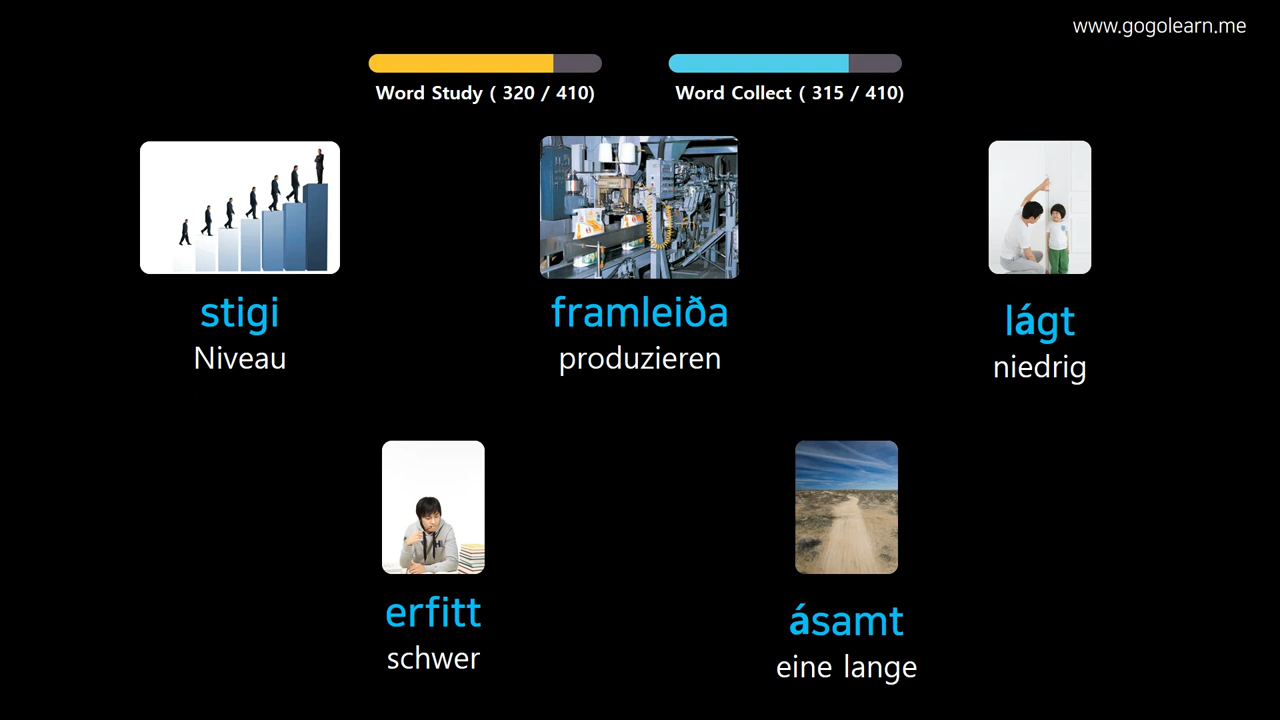 www.gogolearn.me
Word Study ( 320 / 410)
Word Collect ( 315 / 410)
stigi
Niveau
framleiða
produzieren
lágt
niedrig
erfitt
schwer
ásamt
eine lange